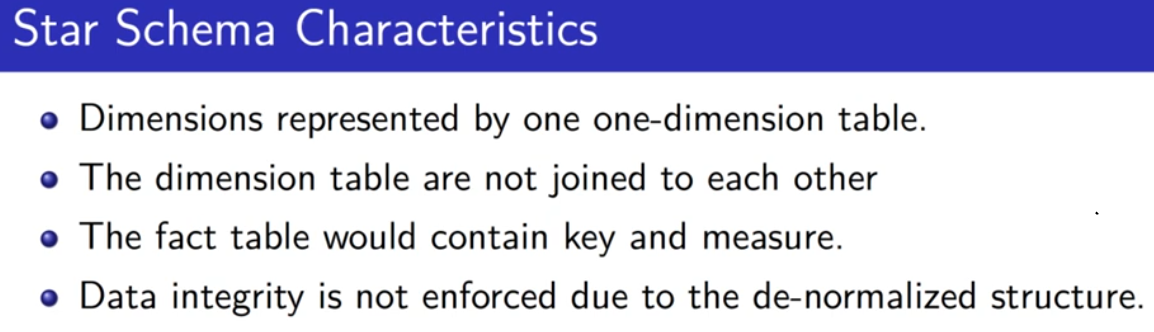 Star Schema Characteristics
Dimensions represented by one one-dimension table.
The dimension table are not joined to each other
The fact table would contain key and measure.
Data integrity is not enforced due to the de-normalized structure.